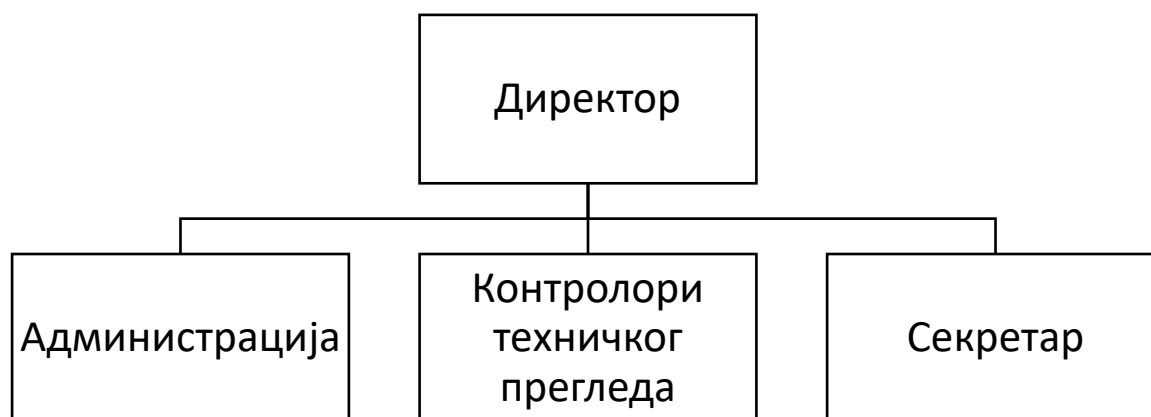 Директор
Администрација
Контролори
техничког
прегледа
Секретар